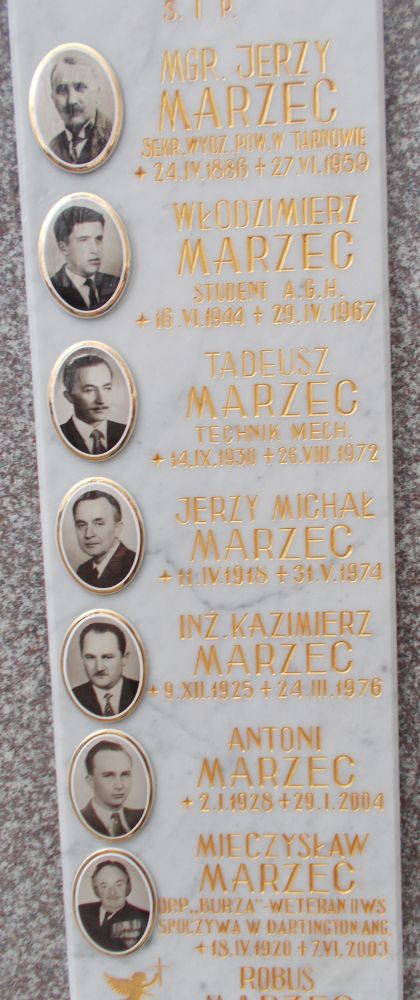 Ś. † P.
MGR. JERZY
MARZEC
SEKR. WYDZ. POW. W TARNOWIE
✦ 24.IV.1886 + 27.VI.1959
WŁODZIMIERZ
MARZEC
STUDENT A.G.H.
✦ 16.VI.1944 + 29.IV.1967
TADEUSZ
MARZEC
TECHNIK MECH.
✦ 14.IX.1930 + 26.VIII.1972
JERZY MICHAŁ
MARZEC
✦ 11.IV.1918 + 31.V.1974
INŻ. KAZIMIERZ
MARZEC
✦ 9.XII.1925 + 24.III.1976
ANTONI
MARZEC
✦ 2.I.1928 + 29.I.2004
MIECZYSŁAW
MARZEC
ORP. „BURZA"-WETERAN II WS
SPOCZYWA W DARTINGTON-ANG.
+ 18.IV.1920 + 7.VI.2003
ROBUS
MARZEC